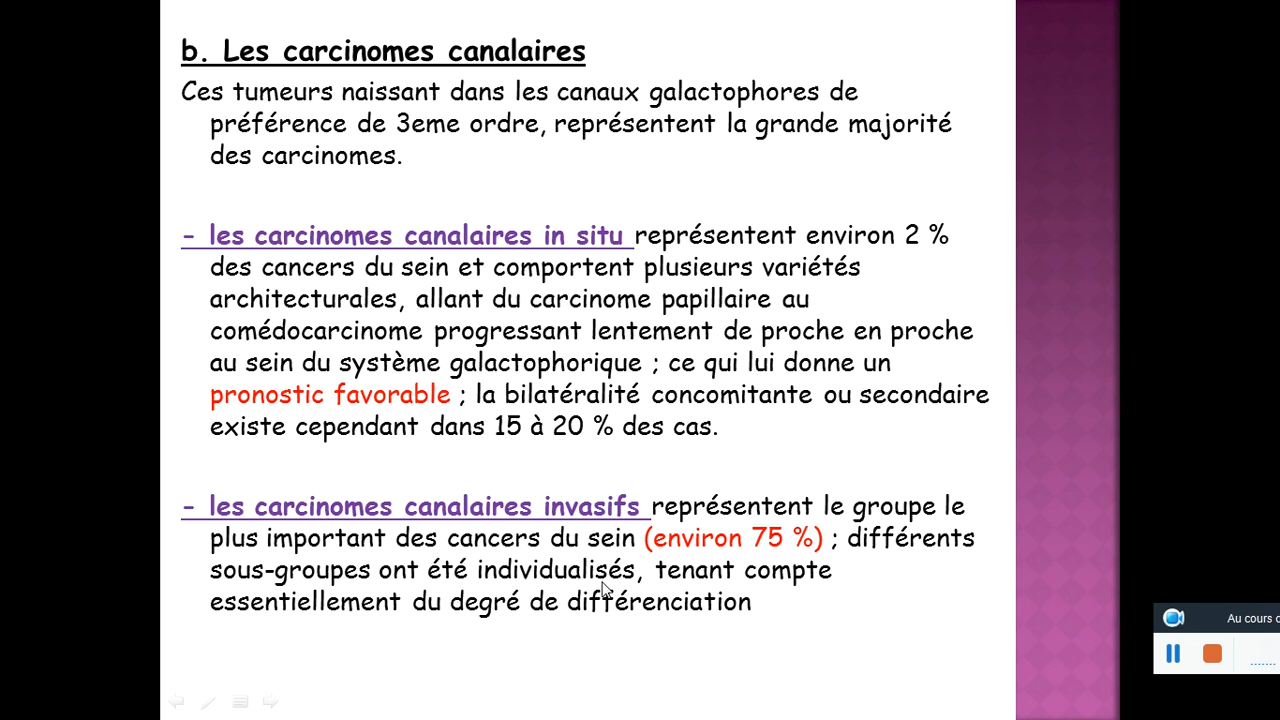 b. Les carcinomes canalaires
Ces tumeurs naissant dans les canaux galactophores de
préférence de 3eme ordre, représentent la grande majorité
des carcinomes.
- les carcinomes canalaires in situ représentent environ 2 %
des cancers du sein et comportent plusieurs variétés
architecturales, allant du carcinome papillaire au
comédocarcinome progressant lentement de proche en proche
au sein du système galactophorique ; ce qui lui donne un
pronostic favorable ; la bilatéralité concomitante ou secondaire
existe cependant dans 15 à 20 % des cas.
- les carcinomes canalaires invasifs représentent le groupe le
plus important des cancers du sein (environ 75 %) ; différents
sous-groupes ont été individualisés, tenant compte
essentiellement du degré de différenciation
Au cours